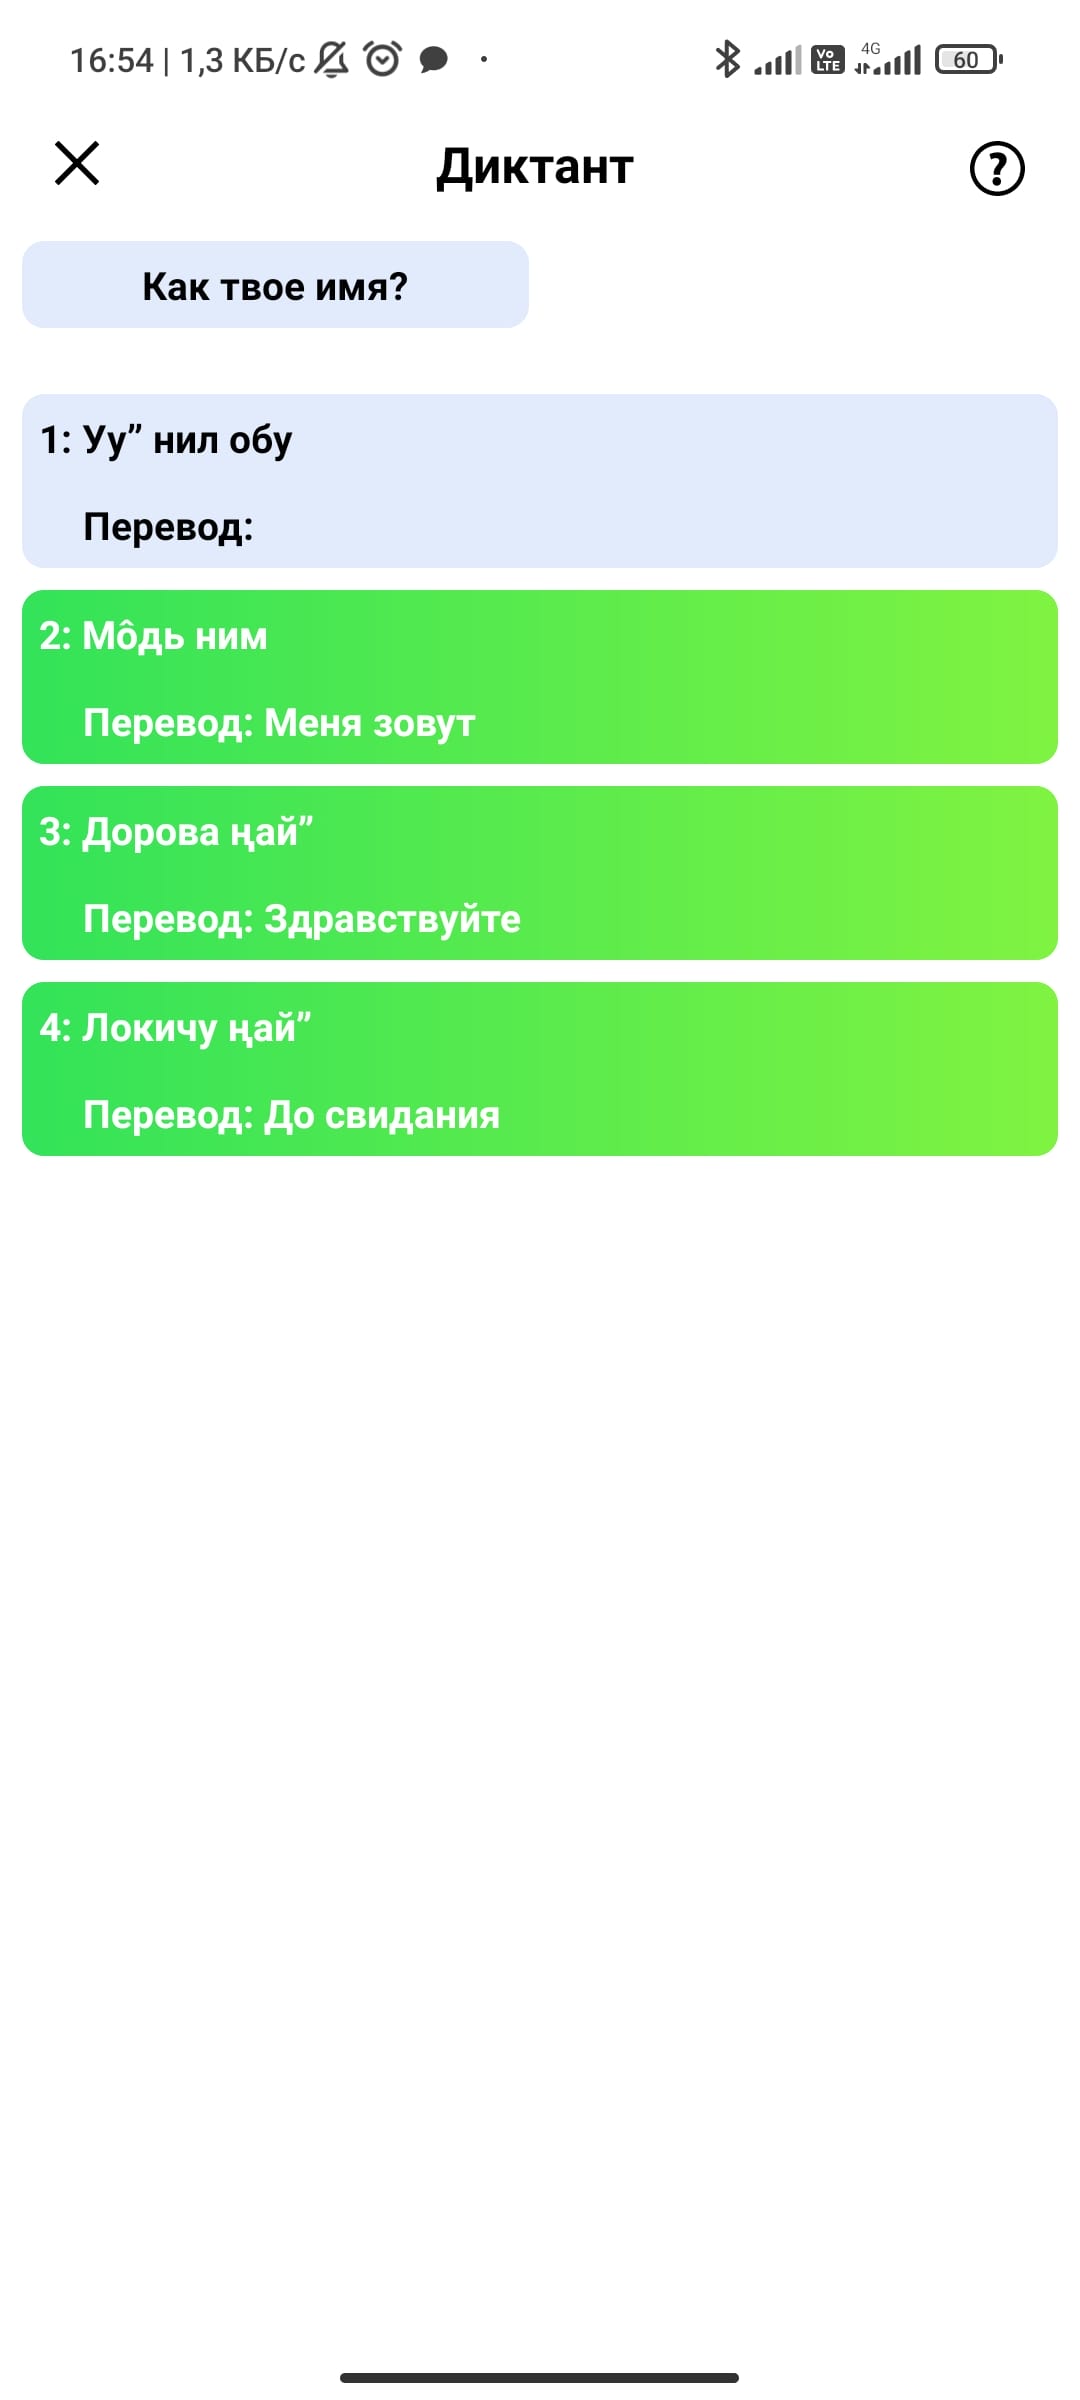 16:54 | 1,3 КБ/с
Vo LTE 4G 60
Диктант
Как твое имя?
1: Уу” нил обу
Перевод:
2: Мôдь ним
Перевод: Меня зовут
3: Дорова ңай”
Перевод: Здравствуйте
4: Локичу ңай”
Перевод: До свидания